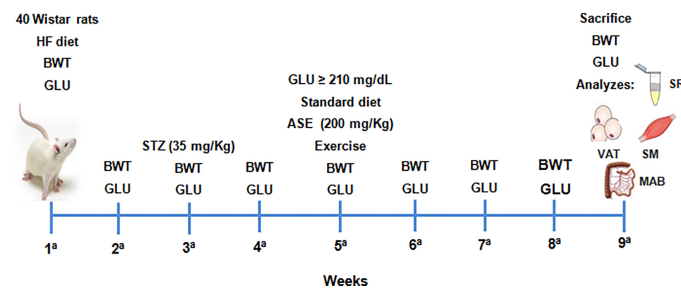 40 Wistar rats
HF diet
BWT
GLU
STZ (35 mg/Kg)
BWT
GLU
BWT
GLU
BWT
GLU
GLU ≥ 210 mg/dL
Standard diet
ASE (200 mg/Kg)
Exercise
BWT
GLU
BWT
GLU
BWT
GLU
BWT
GLU
Sacrifice
BWT
GLU
Analyzes:
VAT
SM
MAB
1ª 2ª 3ª 4ª 5ª 6ª 7ª 8ª 9ª
Weeks